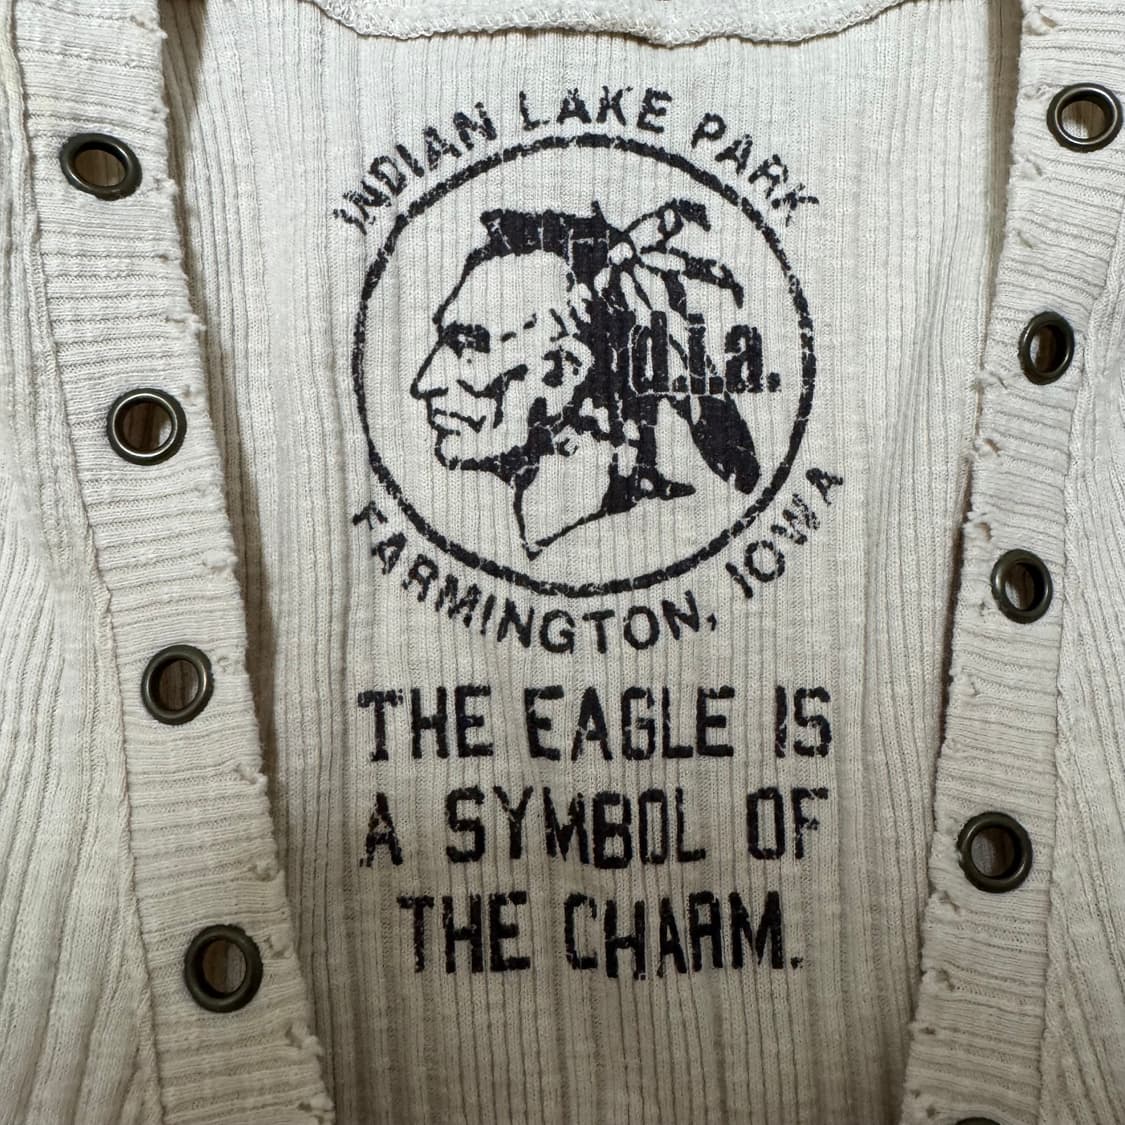 INDIAN LAKE PARK
d.i.a.
FARMINGTON, IOWA
THE EAGLE IS
A SYMBOL OF
THE CHARM.